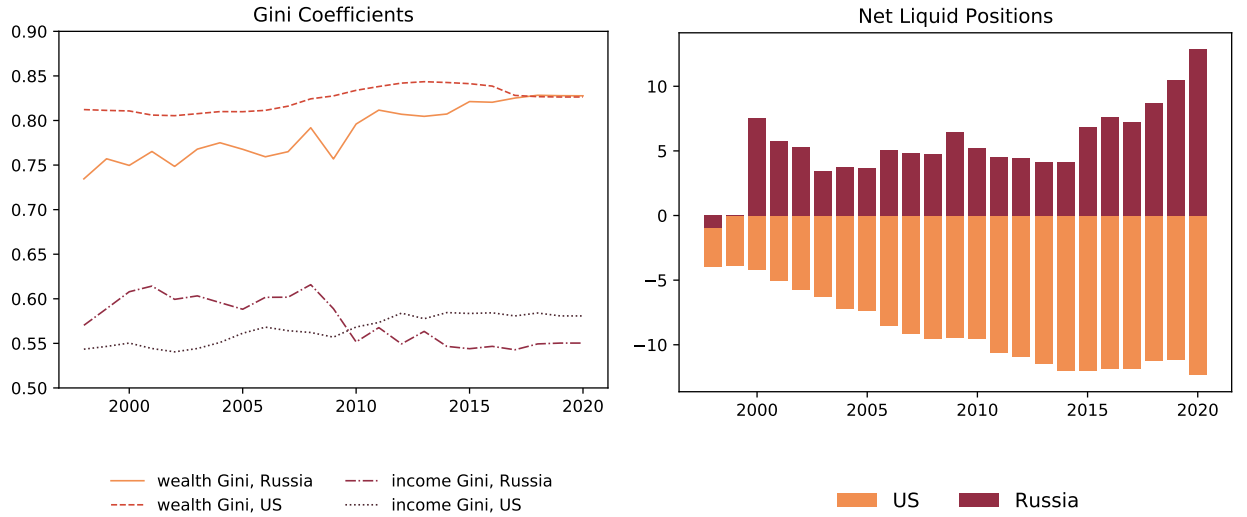 Gini Coefficients
0.90
0.85
0.80
0.75
0.70
0.65
0.60
0.55
0.50
2000 2005 2010 2015 2020
wealth Gini, Russia
wealth Gini, US
income Gini, Russia
income Gini, US
Net Liquid Positions
10
5
0
−5
−10
2000 2005 2010 2015 2020
US Russia